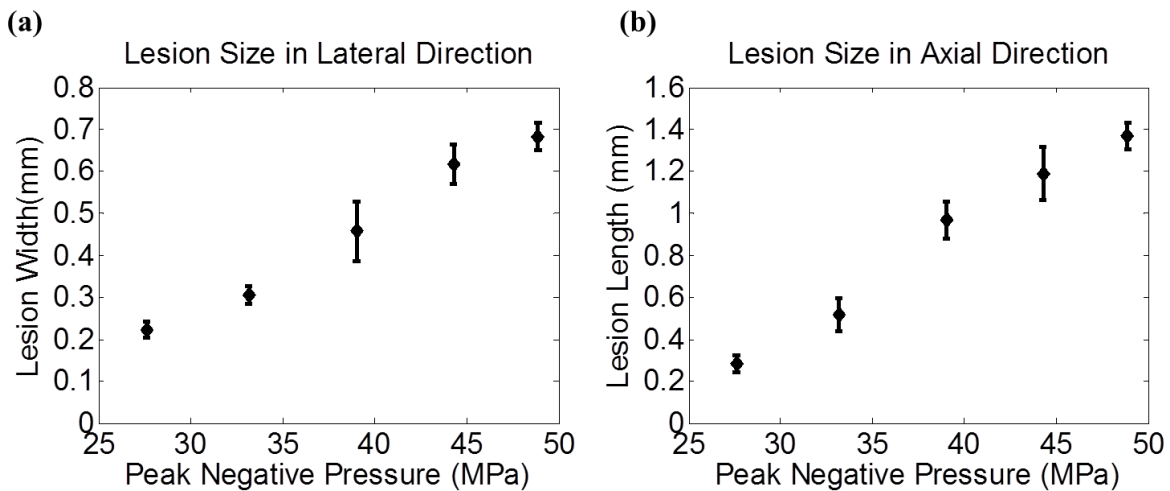 (a)
Lesion Size in Lateral Direction
Lesion Width(mm)
0.8
0.7
0.6
0.5
0.4
0.3
0.2
0.1
0
25 30 35 40 45 50
Peak Negative Pressure (MPa)
(b)
Lesion Size in Axial Direction
Lesion Length (mm)
1.6
1.4
1.2
1
0.8
0.6
0.4
0.2
0
25 30 35 40 45 50
Peak Negative Pressure (MPa)